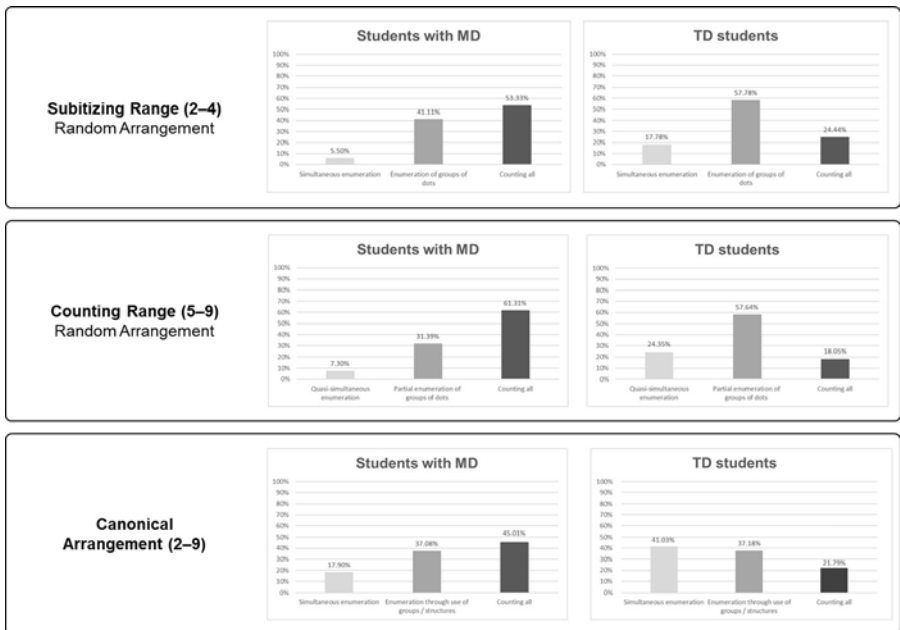 Subitizing Range (2–4)
Random Arrangement
Students with MD
100%
90%
80%
70%
60%
50%
40%
30%
20%
10%
0%
5.50%
41.11%
53.33%
Simultaneous enumeration
Enumeration of groups of
dots
Counting all
TD students
100%
90%
80%
70%
60%
50%
40%
30%
20%
10%
0%
17.78%
57.78%
24.44%
Simultaneous enumeration
Enumeration of groups of
dots
Counting all
Counting Range (5–9)
Random Arrangement
Students with MD
100%
90%
80%
70%
60%
50%
40%
30%
20%
10%
0%
7.30%
31.39%
61.31%
Quasi-simultaneous
enumeration
Partial enumeration of
groups of dots
Counting all
TD students
100%
90%
80%
70%
60%
50%
40%
30%
20%
10%
0%
24.35%
57.64%
18.05%
Quasi-simultaneous
enumeration
Partial enumeration of
groups of dots
Counting all
Canonical
Arrangement (2–9)
Students with MD
100%
90%
80%
70%
60%
50%
40%
30%
20%
10%
0%
17.90%
37.08%
45.01%
Simultaneous enumeration
Enumeration through use of
groups / structures
Counting all
TD students
100%
90%
80%
70%
60%
50%
40%
30%
20%
10%
0%
41.03%
37.18%
21.79%
Simultaneous enumeration
Enumeration through use of
groups / structures
Counting all